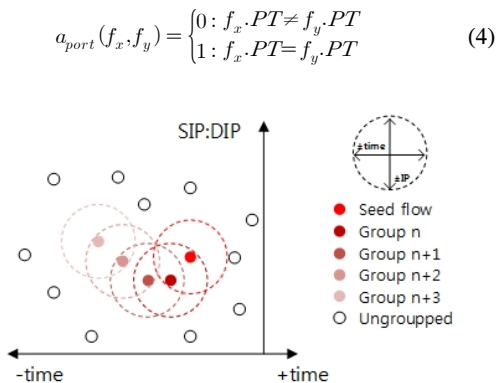 a_port(f_x,f_y) = {0 : f_x.PT≠f_y.PT
1 : f_x.PT=f_y.PT (4)
SIP:DIP
±time
±IP
Seed flow
Group n
Group n+1
Group n+2
Group n+3
Ungroupped
-time +time